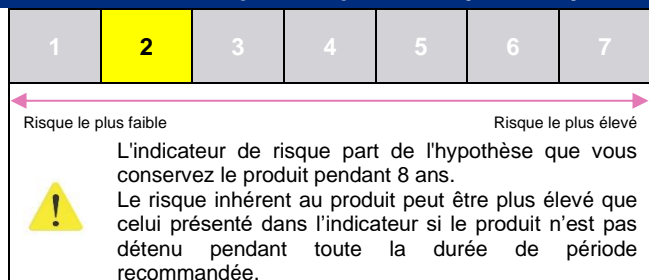 1 2 3 4 5 6 7
Risque le plus faible Risque le plus élevé
L'indicateur de risque part de l'hypothèse que vous
conservez le produit pendant 8 ans.
Le risque inhérent au produit peut être plus élevé que
celui présenté dans l’indicateur si le produit n’est pas
détenu pendant toute la durée de période
recommandée.